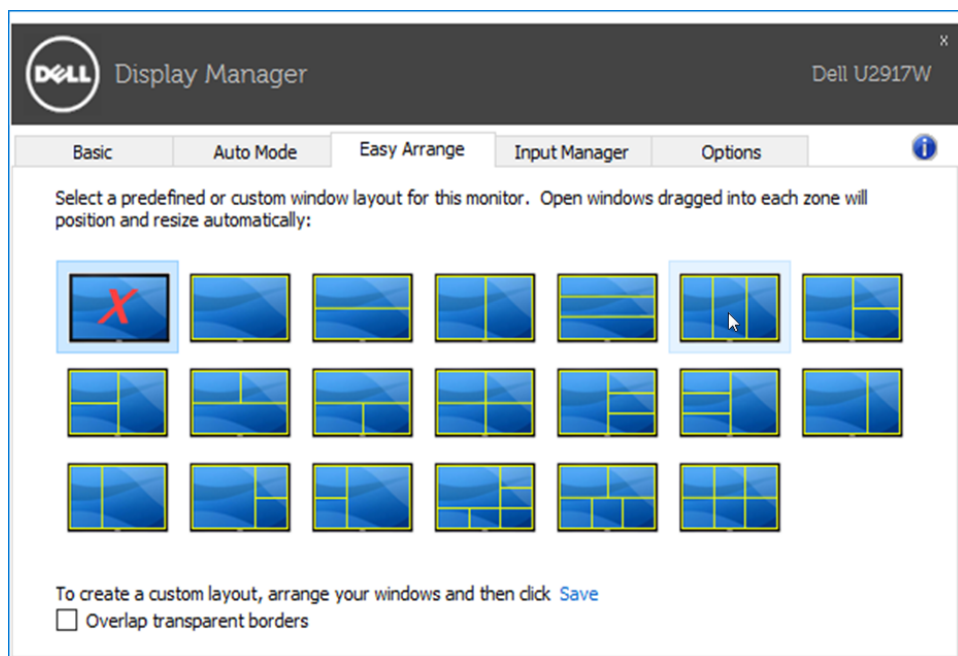 DELL Display Manager
x
Dell U2917W
Basic Auto Mode Easy Arrange Input Manager Options
Select a predefined or custom window layout for this monitor. Open windows dragged into each zone will
position and resize automatically:
X
To create a custom layout, arrange your windows and then click Save
Overlap transparent borders